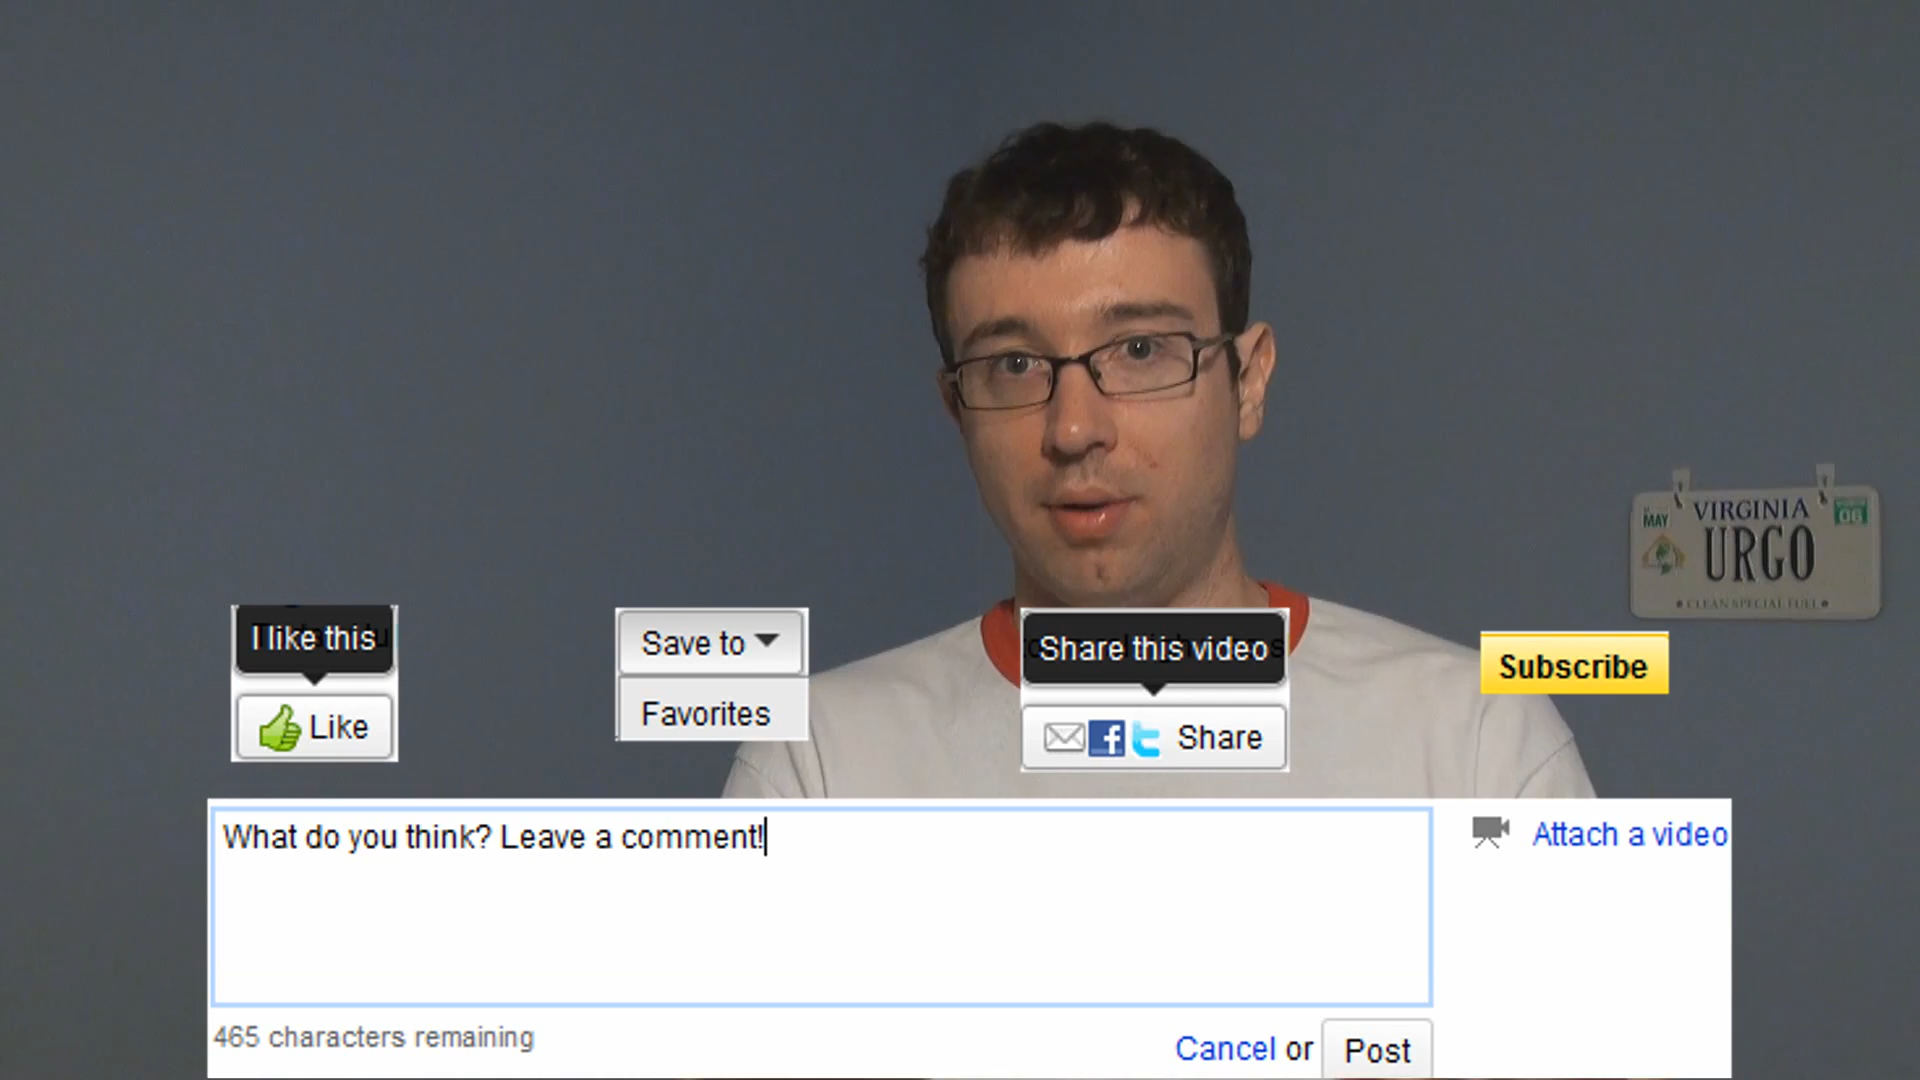 MAY VIRGINIA 06
URGO
CLEAN SPECIAL FUEL
I like this
Like
Save to
Favorites
Share this video
Share
Subscribe
What do you think? Leave a comment!
Attach a video
465 characters remaining
Cancel or Post